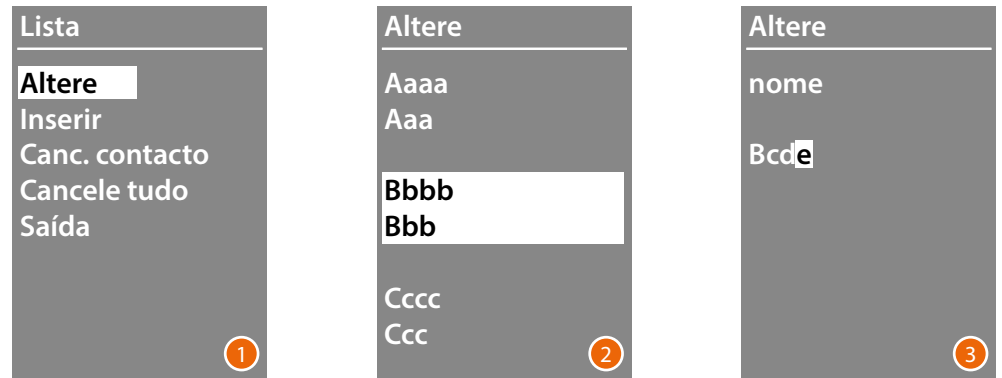 Lista
Altere
Inserir
Canc. contacto
Cancele tudo
Saída
1
Altere
Aaaa
Aaa
Bbbb
Bbb
Cccc
Ccc
2
Altere
nome
Bcde
3